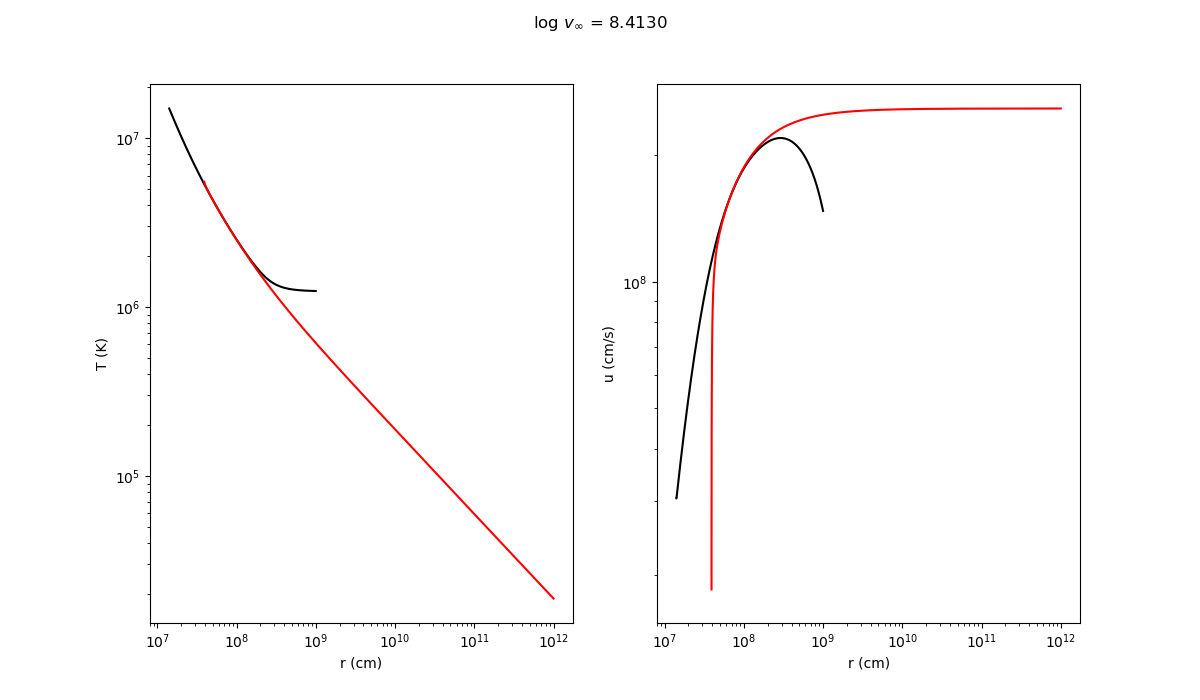 log v∞ = 8.4130
10⁷
10⁶
10⁵
T (K)
10⁷ 10⁸ 10⁹ 10¹⁰ 10¹¹ 10¹²
r (cm)
10⁸
u (cm/s)
10⁷ 10⁸ 10⁹ 10¹⁰ 10¹¹ 10¹²
r (cm)